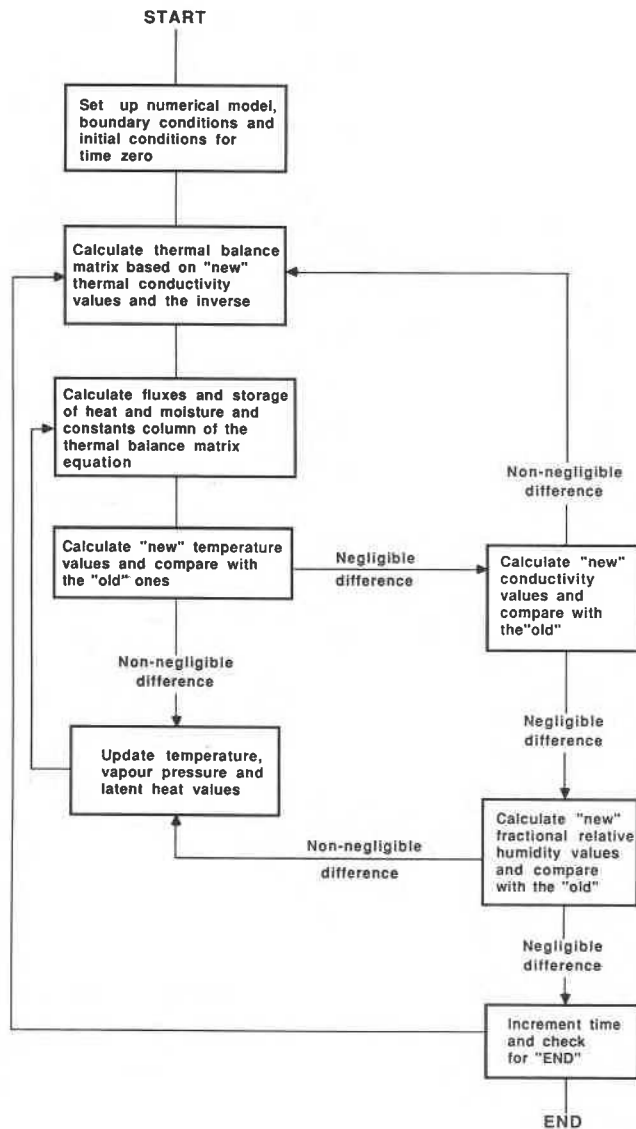 START
Set up numerical model,
boundary conditions and
initial conditions for
time zero
Calculate thermal balance
matrix based on "new"
thermal conductivity
values and the inverse
Calculate fluxes and storage
of heat and moisture and
constants column of the
thermal balance matrix
equation
Non-negligible
difference
Calculate "new" temperature
values and compare with
the "old" ones
Negligible
difference
Calculate "new"
conductivity
values and
compare with
the"old"
Non-negligible
difference
Negligible
difference
Update temperature,
vapour pressure and
latent heat values
Non-negligible
difference
Calculate "new"
fractional relative
humidity values
and compare
with the "old"
Negligible
difference
Increment time
and check
for "END"
END